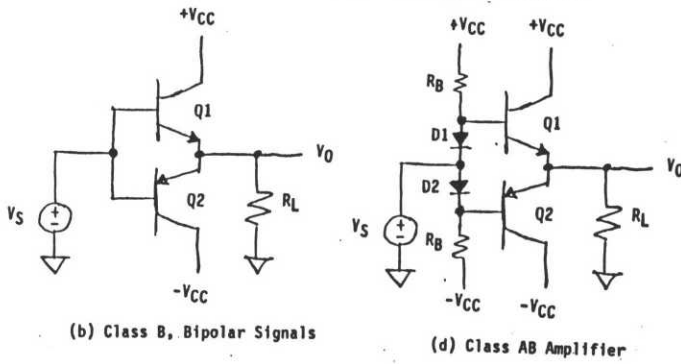 +VCC
Q1
VO
Q2
VS
RL
-VCC
(b) Class B, Bipolar Signals
+VCC
+VCC
RB
Q1
D1
VO
D2
Q2
VS
RB
RL
-VCC
-VCC
(d) Class AB Amplifier